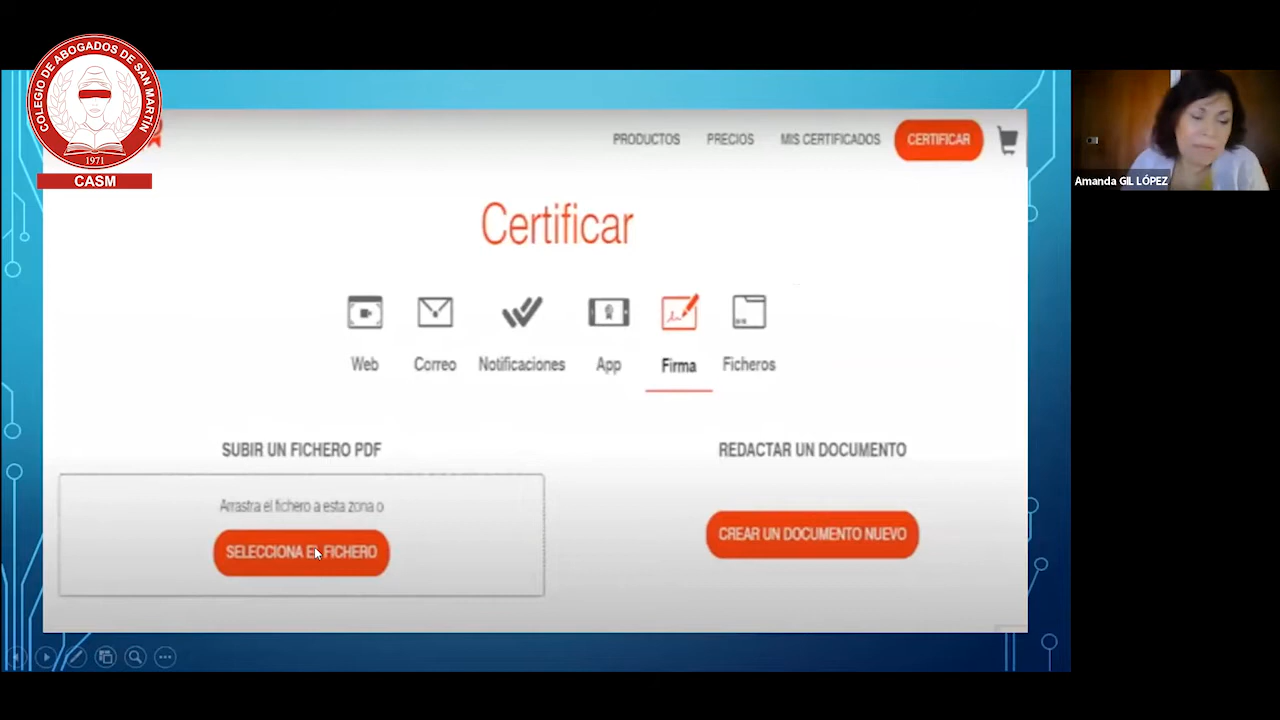 COLEGIO DE ABOGADOS DE SAN MARTÍN
1971
CASM
PRODUCTOS
PRECIOS
MIS CERTIFICADOS
CERTIFICAR
Amanda GIL LÓPEZ
Certificar
Web
Correo
Notificaciones
App
Firma
Ficheros
SUBIR UN FICHERO PDF
REDACTAR UN DOCUMENTO
Arrastra el fichero a esta zona o
SELECCIONA EL FICHERO
CREAR UN DOCUMENTO NUEVO